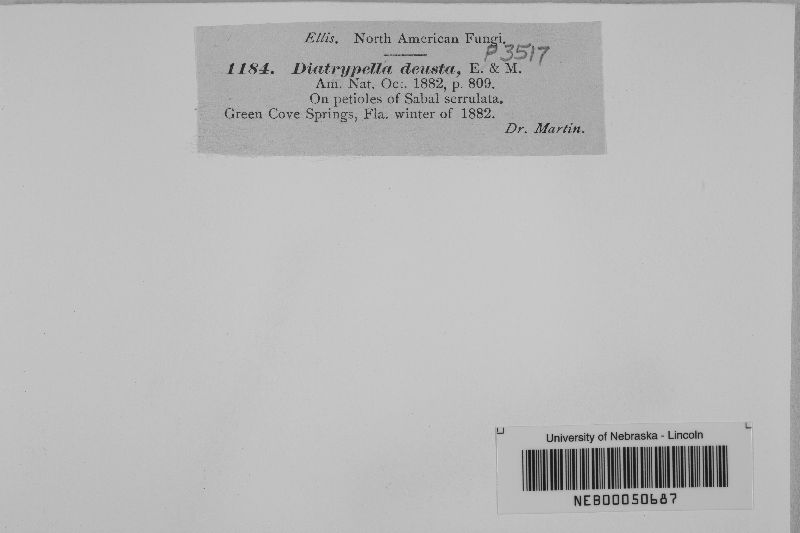 Ellis. North American Fungi.
P3517
1184. Diatrypella deusta, E. & M.
Am. Nat. Oct. 1882, p. 809.
On petioles of Sabal serrulata.
Green Cove Springs, Fla. winter of 1882.
Dr. Martin.
University of Nebraska - Lincoln
NEB00050687